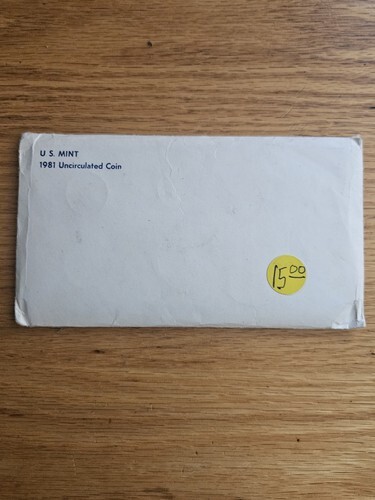 U.S. MINT
1981 Uncirculated Coin
15.00